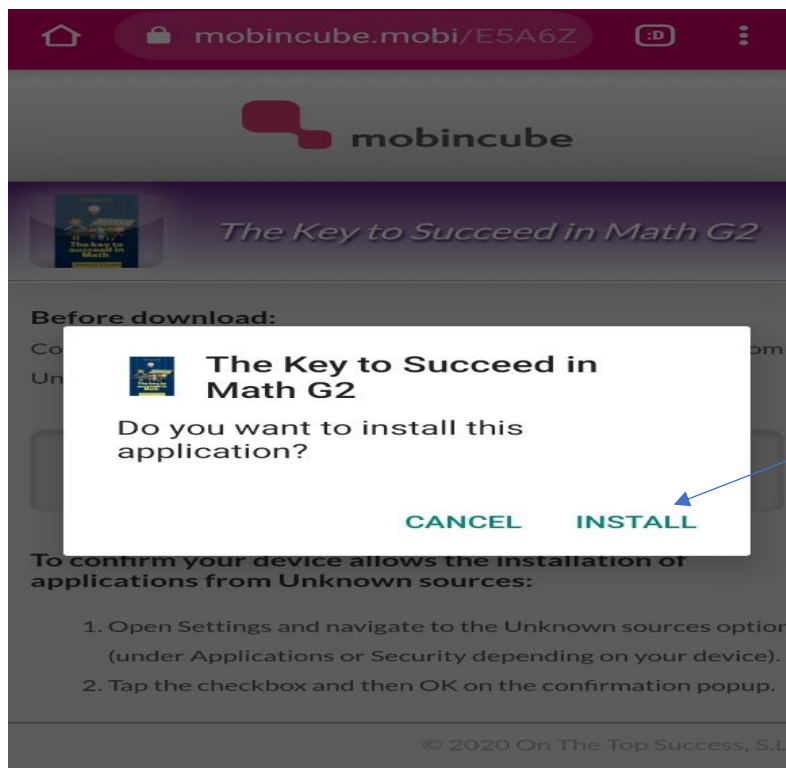 mobincube.mobi/E5A6Z
:D
mobincube
The key to
succeed in
Math
The Key to Succeed in Math G2
Before download:
Co
om
Un
The Key to Succeed in
Math G2
Do you want to install this
application?
CANCEL INSTALL
To confirm your device allows the installation of
applications from Unknown sources:
1. Open Settings and navigate to the Unknown sources option
(under Applications or Security depending on your device).
2. Tap the checkbox and then OK on the confirmation popup.
© 2020 On The Top Success, S.L